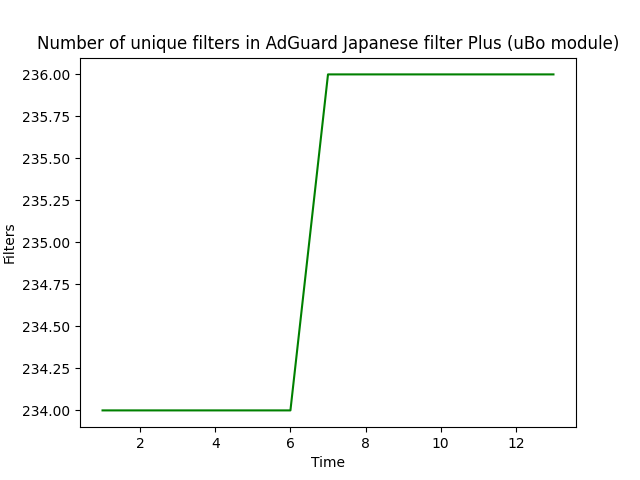 Number of unique filters in AdGuard Japanese filter Plus (uBo module)
236.00
235.75
235.50
235.25
235.00
234.75
234.50
234.25
234.00
Filters
2 4 6 8 10 12
Time